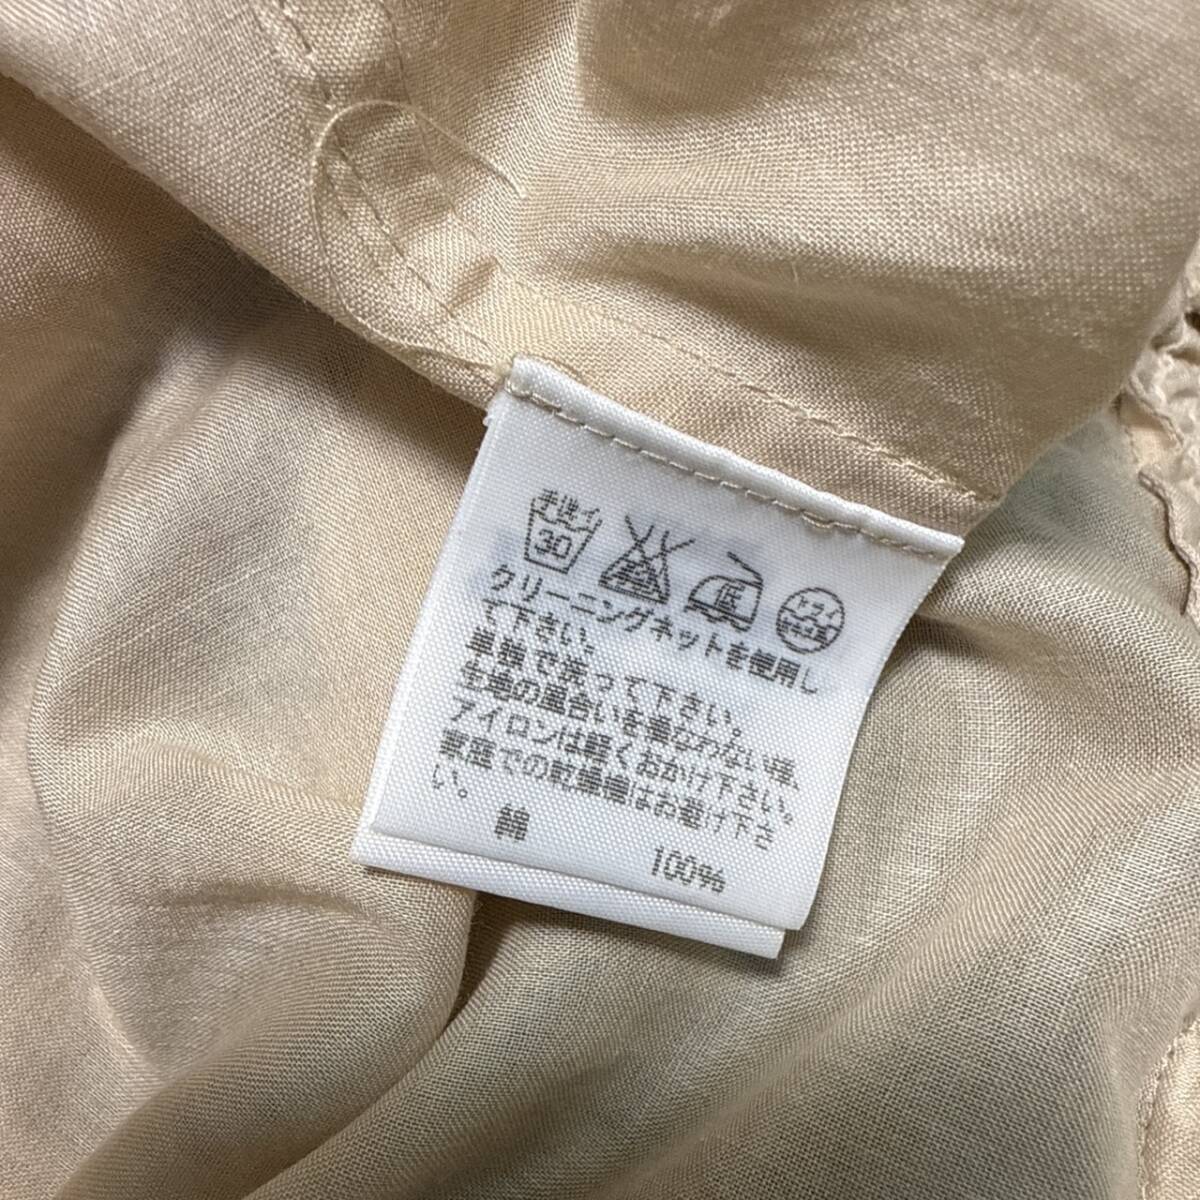 手洗イ
30
低
ドライ
クリーニングネットを使用し
て下さい。
単独で洗って下さい。
生地の風合いを損なわない様、
アイロンは軽くおかけ下さい。
家庭での乾燥機はお避け下さ
い。
綿 100%